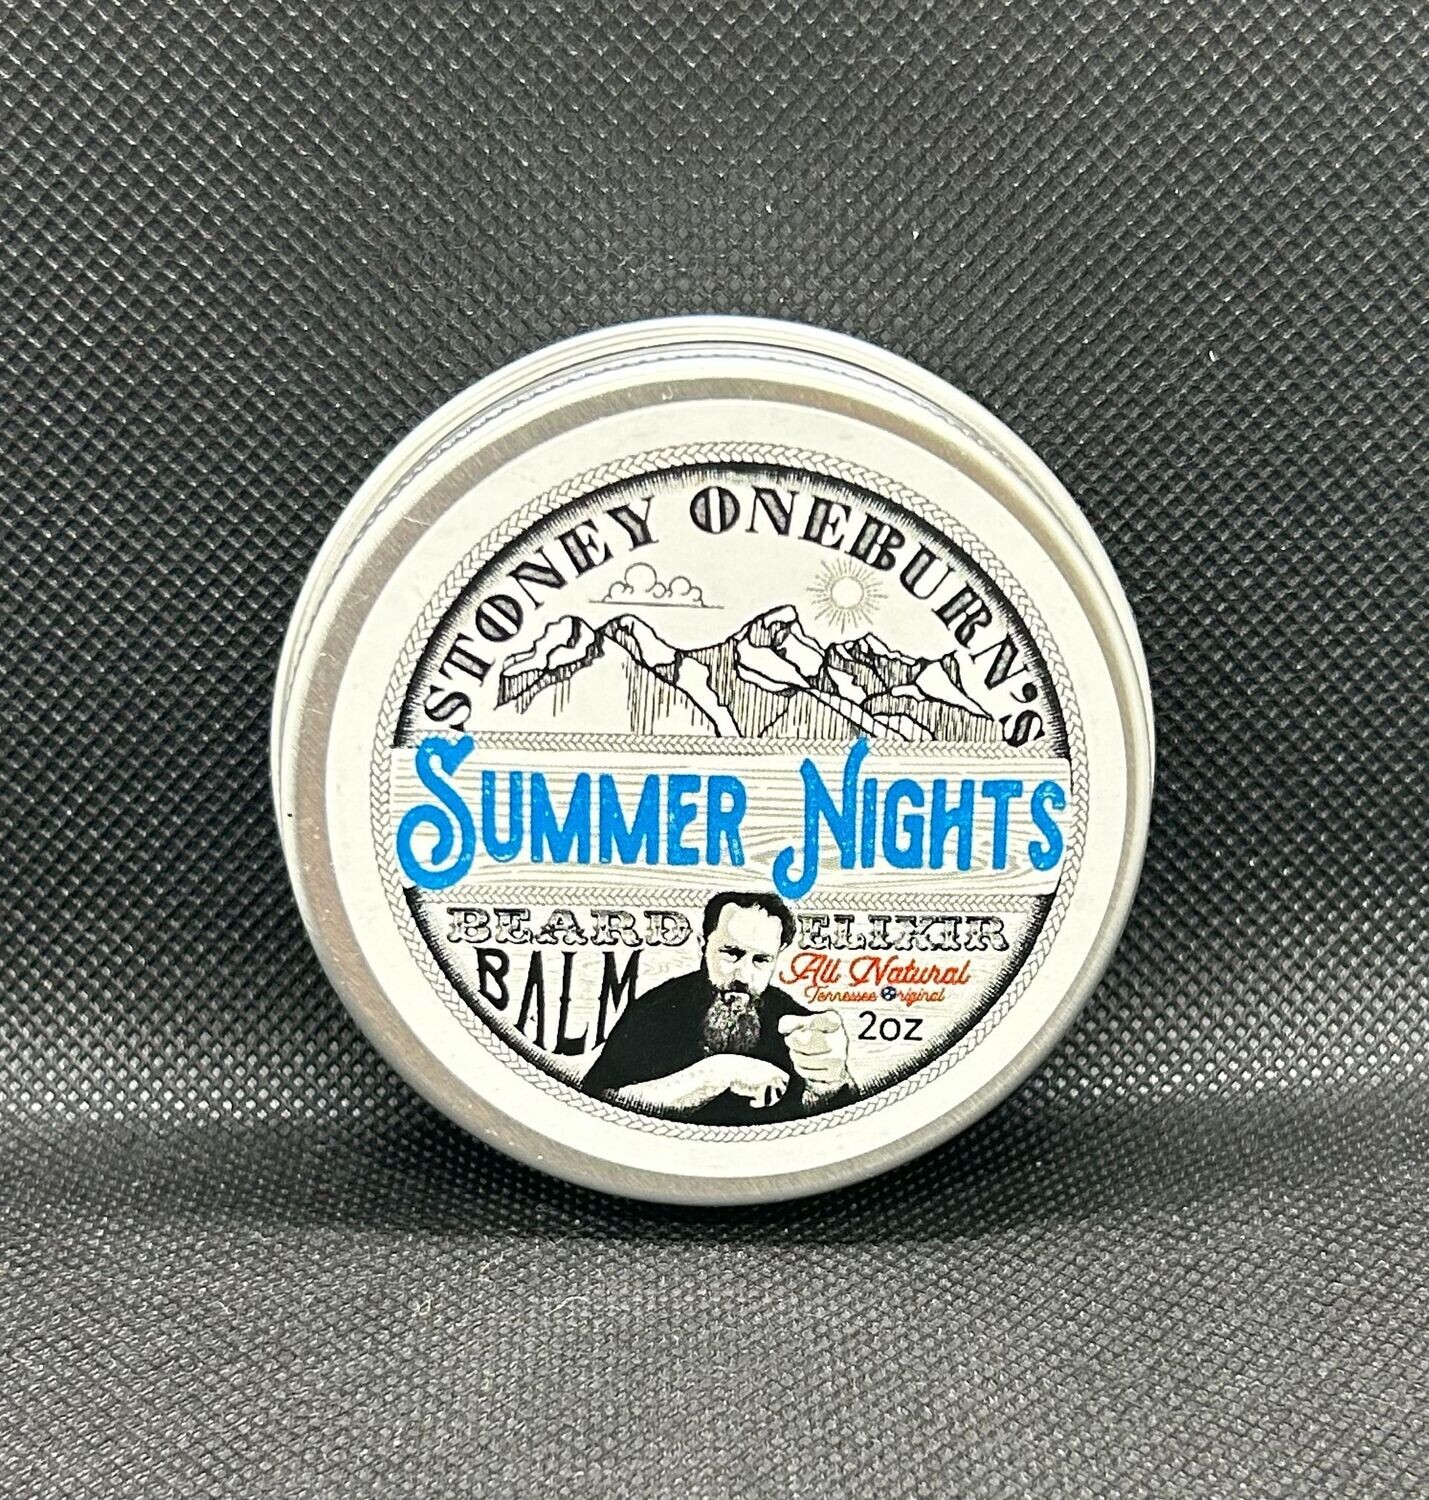 STONEY ONEBURN'S
SUMMER NIGHTS
BEARD ELIXIR
BALM
All Natural
Tennessee Original
2oz